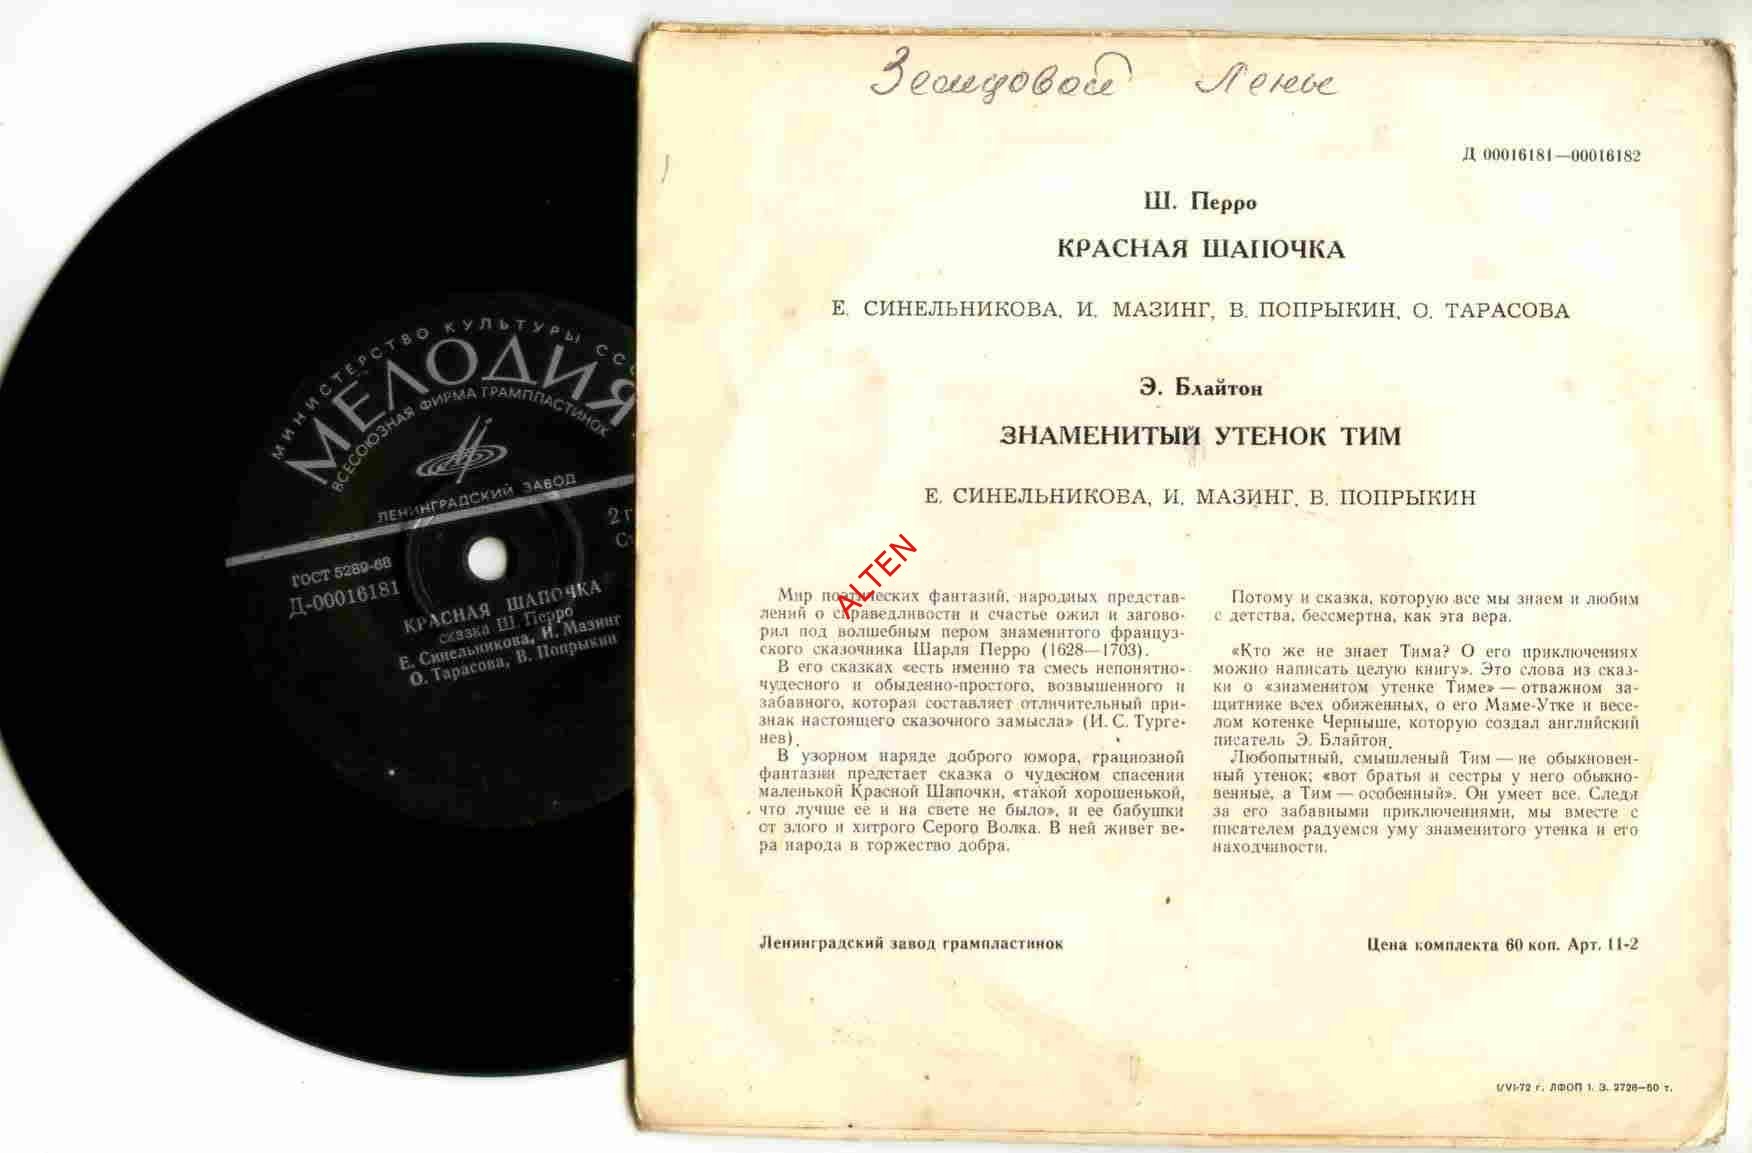 МИНИСТЕРСТВО КУЛЬТУРЫ ССС
МЕЛОДИЯ
ВСЕСОЮЗНАЯ ФИРМА ГРАМПЛАСТИНОК
ЛЕНИНГРАДСКИЙ ЗАВОД
2 г
ГОСТ 5289-68
Д-00016181
КРАСНАЯ ШАПОЧКА
сказка Ш. Перро
Е. Синельникова, И. Мазинг
О. Тарасова, В. Попрыкин
Лене
Д 00016181—00016182
Ш. Перро
КРАСНАЯ ШАПОЧКА
Е. СИНЕЛЬНИКОВА, И. МАЗИНГ, В. ПОПРЫКИН, О. ТАРАСОВА
Э. Блайтон
ЗНАМЕНИТЫЙ УТЕНОК ТИМ
Е. СИНЕЛЬНИКОВА, И. МАЗИНГ, В. ПОПРЫКИН
ALTEN
Мир поэтических фантазий, народных представ-
лений о справедливости и счастье ожил и загово-
рил под волшебным пером знаменитого француз-
ского сказочника Шарля Перро (1628—1703).
В его сказках «есть именно та смесь непонятно-
чудесного и обыденно-простого, возвышенного и
забавного, которая составляет отличительный при-
знак настоящего сказочного замысла» (И. С. Турге-
нев).
В узорном наряде доброго юмора, грациозной
фантазии предстает сказка о чудесном спасении
маленькой Красной Шапочки, «такой хорошенькой,
что лучше ее и на свете не было», и ее бабушки
от злого и хитрого Серого Волка. В ней живет ве-
ра народа в торжество добра.
Потому и сказка, которую все мы знаем и любим
с детства, бессмертна, как эта вера.
«Кто же не знает Тима? О его приключениях
можно написать целую книгу». Это слова из сказ-
ки о «знаменитом утенке Тиме» — отважном за-
щитнике всех обиженных, о его Маме-Утке и весе-
лом котенке Черныше, которую создал английский
писатель Э. Блайтон.
Любопытный, смышленый Тим — не обыкновен-
ный утенок; «вот братья и сестры у него обыкно-
венные, а Тим — особенный». Он умеет все. Следя
за его забавными приключениями, мы вместе с
писателем радуемся уму знаменитого утенка и его
находчивости.
Ленинградский завод грампластинок
Цена комплекта 60 коп. Арт. 11-2
I/VI-72 г. ЛФОП 1. З. 2726—50 т.